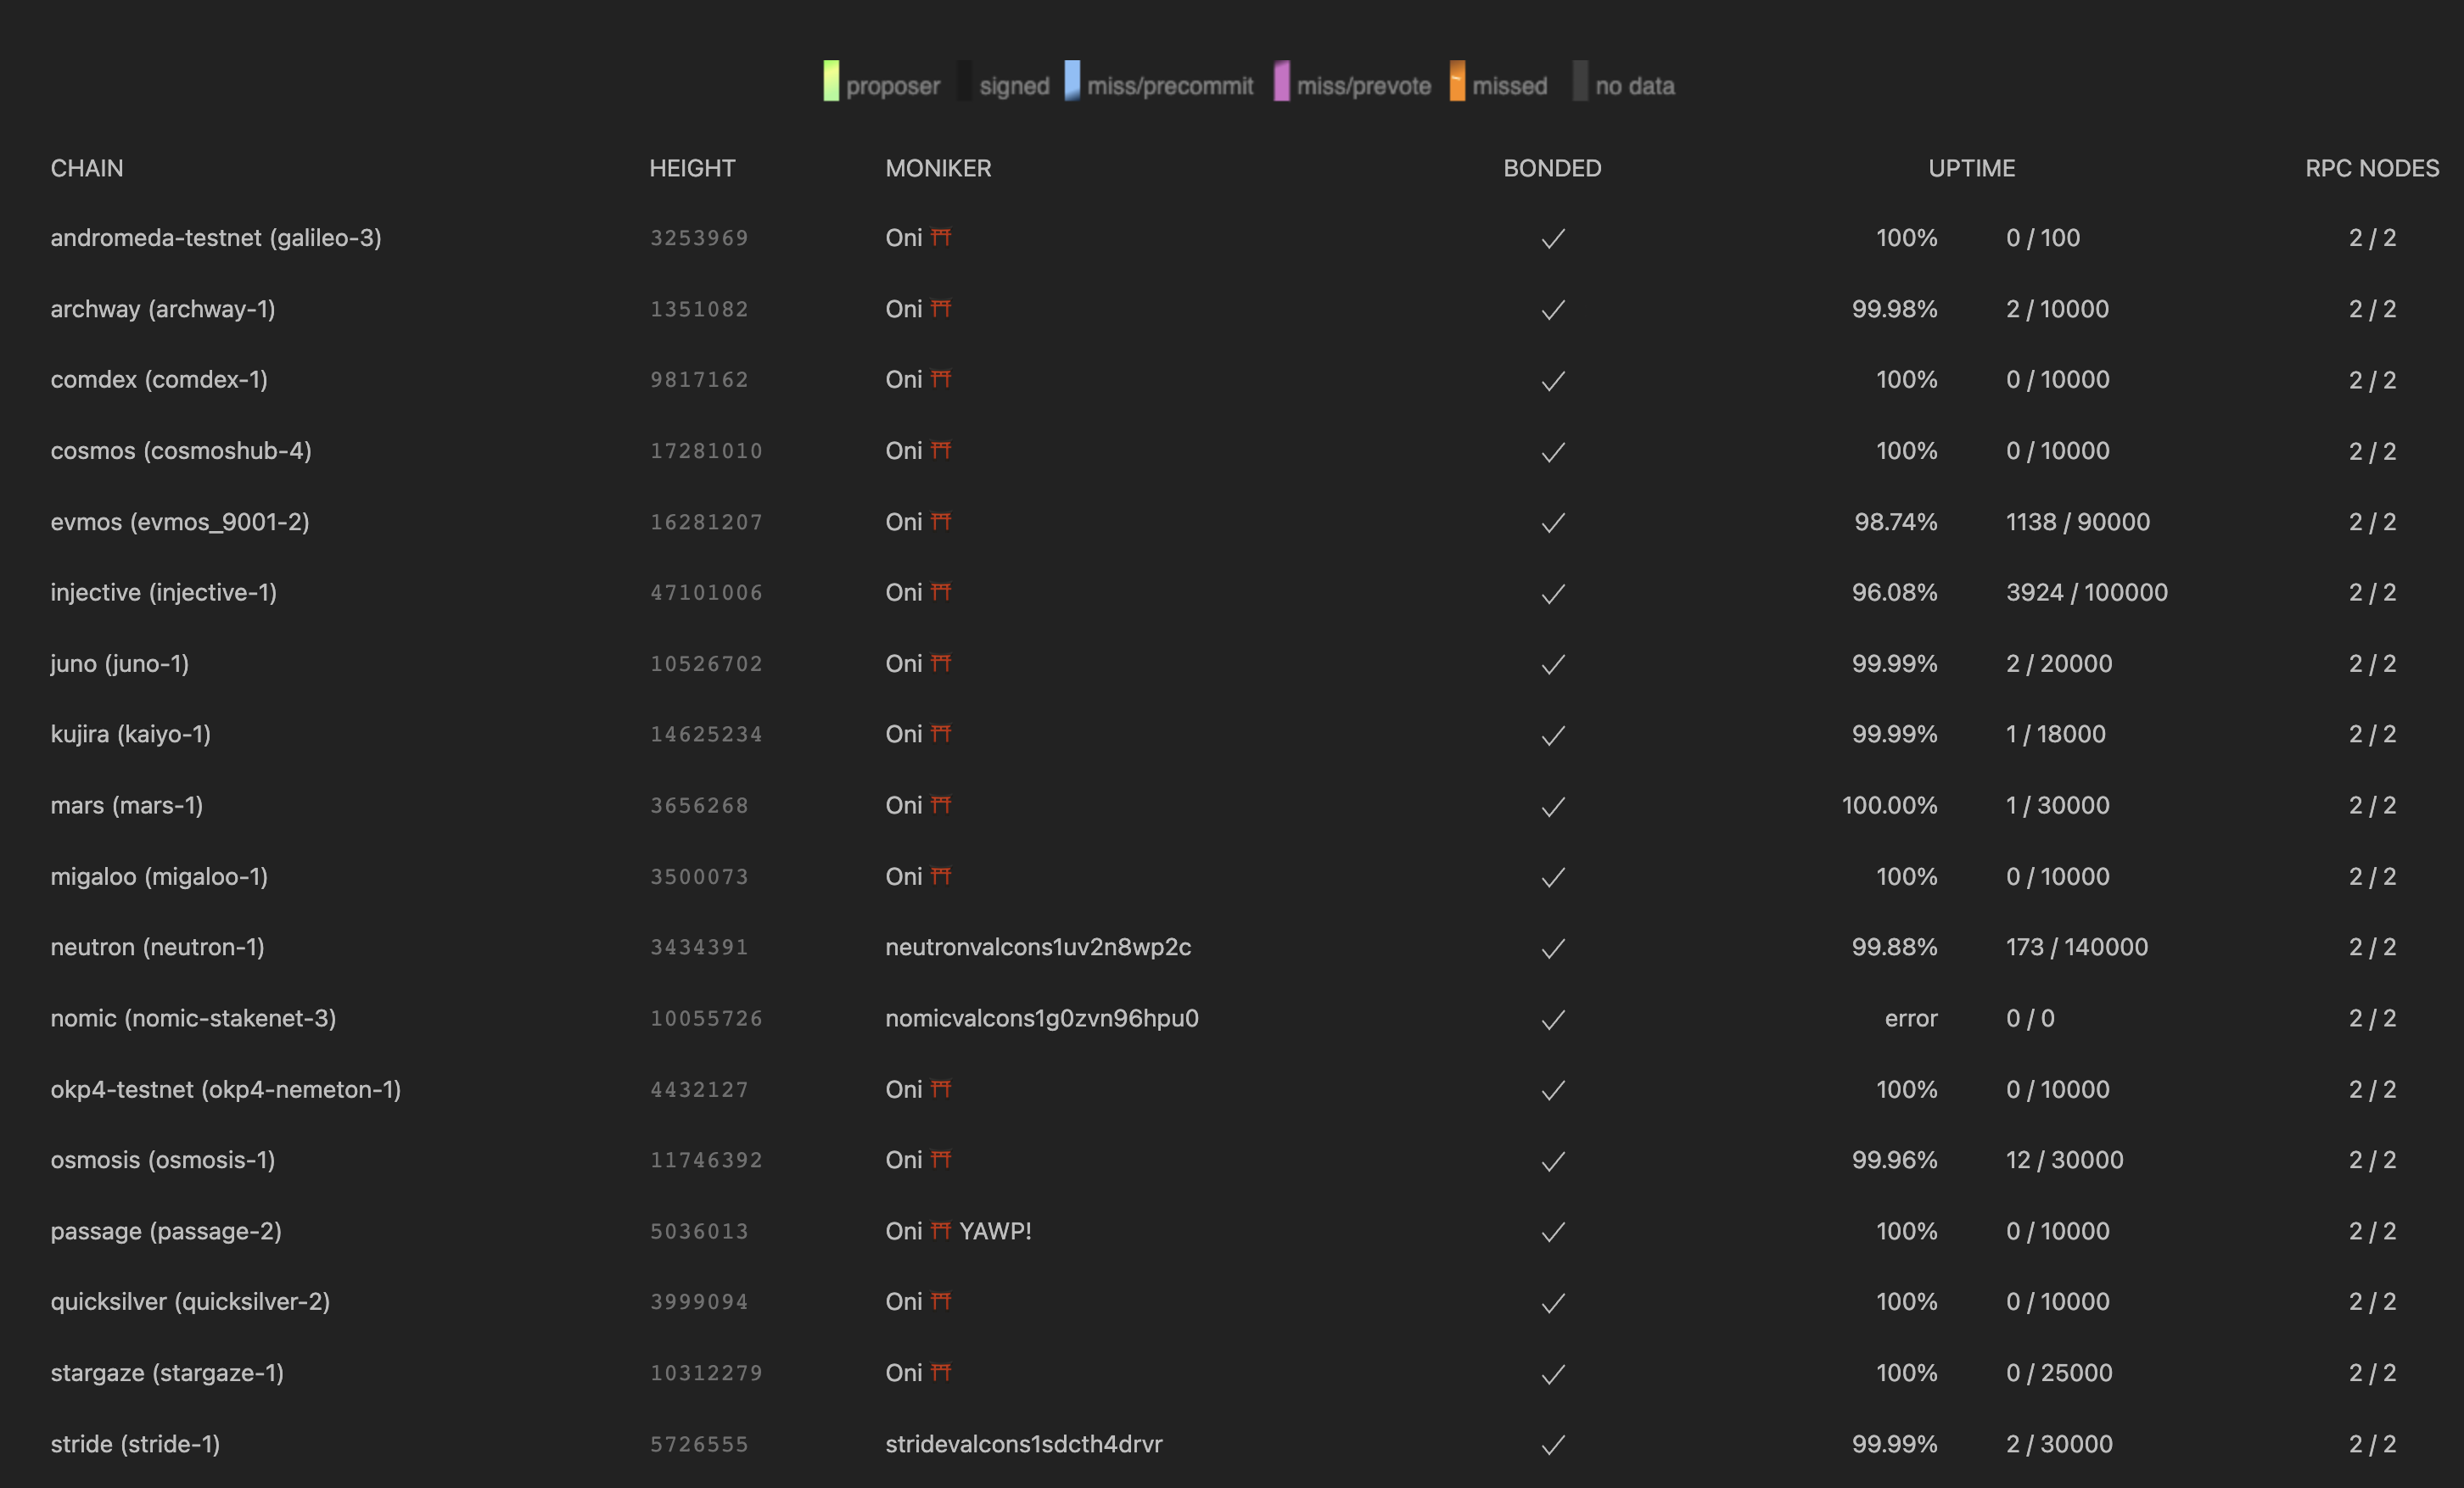 proposer signed miss/precommit miss/prevote missed no data
CHAIN HEIGHT MONIKER BONDED UPTIME RPC NODES
andromeda-testnet (galileo-3) 3253969 Oni ⛩ ✓ 100% 0 / 100 2 / 2
archway (archway-1) 1351082 Oni ⛩ ✓ 99.98% 2 / 10000 2 / 2
comdex (comdex-1) 9817162 Oni ⛩ ✓ 100% 0 / 10000 2 / 2
cosmos (cosmoshub-4) 17281010 Oni ⛩ ✓ 100% 0 / 10000 2 / 2
evmos (evmos_9001-2) 16281207 Oni ⛩ ✓ 98.74% 1138 / 90000 2 / 2
injective (injective-1) 47101006 Oni ⛩ ✓ 96.08% 3924 / 100000 2 / 2
juno (juno-1) 10526702 Oni ⛩ ✓ 99.99% 2 / 20000 2 / 2
kujira (kaiyo-1) 14625234 Oni ⛩ ✓ 99.99% 1 / 18000 2 / 2
mars (mars-1) 3656268 Oni ⛩ ✓ 100.00% 1 / 30000 2 / 2
migaloo (migaloo-1) 3500073 Oni ⛩ ✓ 100% 0 / 10000 2 / 2
neutron (neutron-1) 3434391 neutronvalcons1uv2n8wp2c ✓ 99.88% 173 / 140000 2 / 2
nomic (nomic-stakenet-3) 10055726 nomicvalcons1g0zvn96hpu0 ✓ error 0 / 0 2 / 2
okp4-testnet (okp4-nemeton-1) 4432127 Oni ⛩ ✓ 100% 0 / 10000 2 / 2
osmosis (osmosis-1) 11746392 Oni ⛩ ✓ 99.96% 12 / 30000 2 / 2
passage (passage-2) 5036013 Oni ⛩ YAWP! ✓ 100% 0 / 10000 2 / 2
quicksilver (quicksilver-2) 3999094 Oni ⛩ ✓ 100% 0 / 10000 2 / 2
stargaze (stargaze-1) 10312279 Oni ⛩ ✓ 100% 0 / 25000 2 / 2
stride (stride-1) 5726555 stridevalcons1sdcth4drvr ✓ 99.99% 2 / 30000 2 / 2